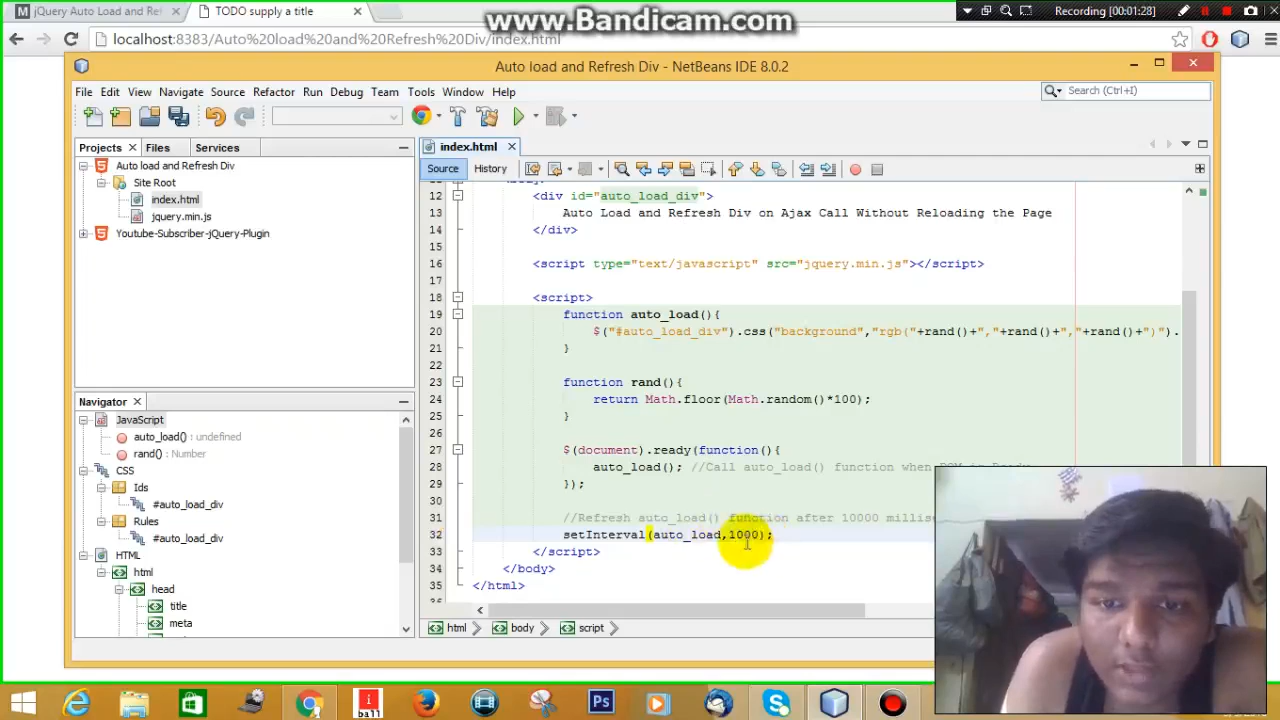 jQuery Auto Load and Ref
TODO supply a title
www.Bandicam.com
Recording [00:01:28]
localhost:8383/Auto%20load%20and%20Refresh%20Div/index.html
Auto load and Refresh Div - NetBeans IDE 8.0.2
File Edit View Navigate Source Refactor Run Debug Team Tools Window Help
Search (Ctrl+I)
Projects Files Services
index.html
Source History
Auto load and Refresh Div
Site Root
index.html
jquery.min.js
Youtube-Subscriber-jQuery-Plugin
12 <div id="auto_load_div">
13 Auto Load and Refresh Div on Ajax Call Without Reloading the Page
14 </div>
15
16 <script type="text/javascript" src="jquery.min.js"></script>
17
18 <script>
19 function auto_load(){
20 $("#auto_load_div").css("background","rgb("+rand()+","+rand()+","+rand()+")").
21 }
22
23 function rand(){
24 return Math.floor(Math.random()*100);
25 }
26
27 $(document).ready(function(){
28 auto_load(); //Call auto_load() function when DOM is Ready
29 });
30
31 //Refresh auto_load() function after 10000 millise
32 setInterval(auto_load,1000);
33 </script>
34 </body>
35 </html>
html body script
Navigator
JavaScript
auto_load() : undefined
rand() : Number
CSS
Ids
#auto_load_div
Rules
#auto_load_div
HTML
html
head
title
meta
iball
Ps